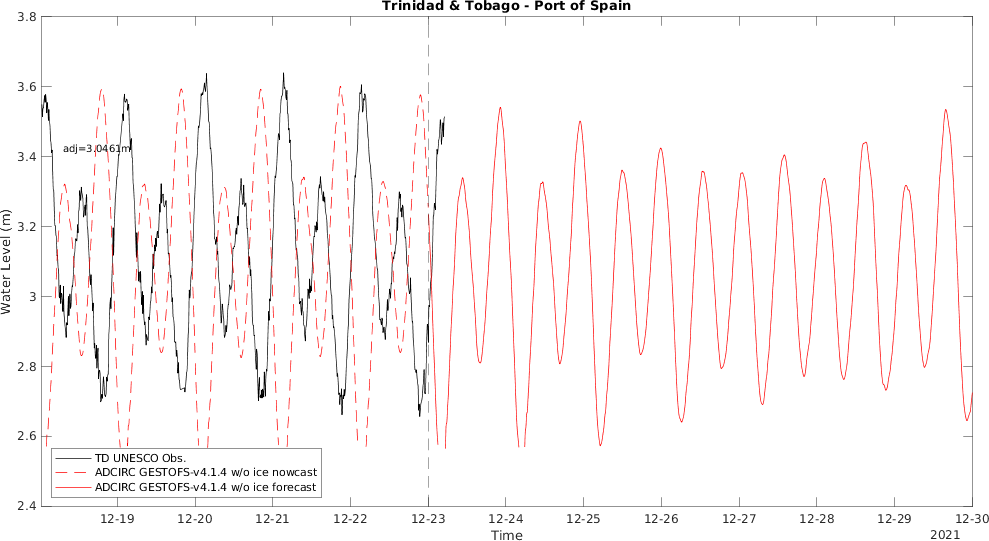 Trinidad & Tobago - Port of Spain
3.8
3.6
3.4
3.2
3
2.8
2.6
2.4
Water Level (m)
adj=3.0461m
TD UNESCO Obs.
ADCIRC GESTOFS-v4.1.4 w/o ice nowcast
ADCIRC GESTOFS-v4.1.4 w/o ice forecast
12-19 12-20 12-21 12-22 12-23 12-24 12-25 12-26 12-27 12-28 12-29 12-30
Time
2021